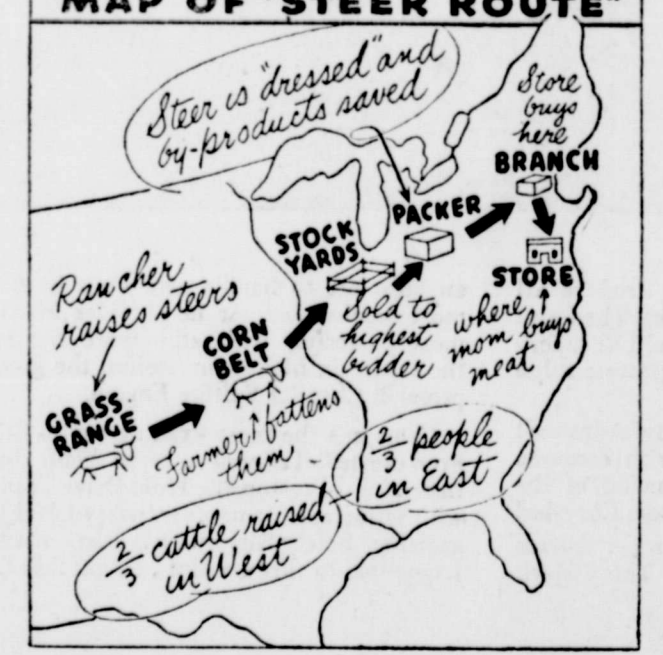 MAP OF "STEER ROUTE"
Steer is "dressed" and
by-products saved
Store
buys
here
BRANCH
PACKER
STOCK
YARDS
STORE
Rancher
raises steers
Sold to
highest
bidder
where
mom buys
meat
CORN
BELT
GRASS
RANGE
Farmer fattens
them
2/3 people
in East
2/3 cattle raised
in West